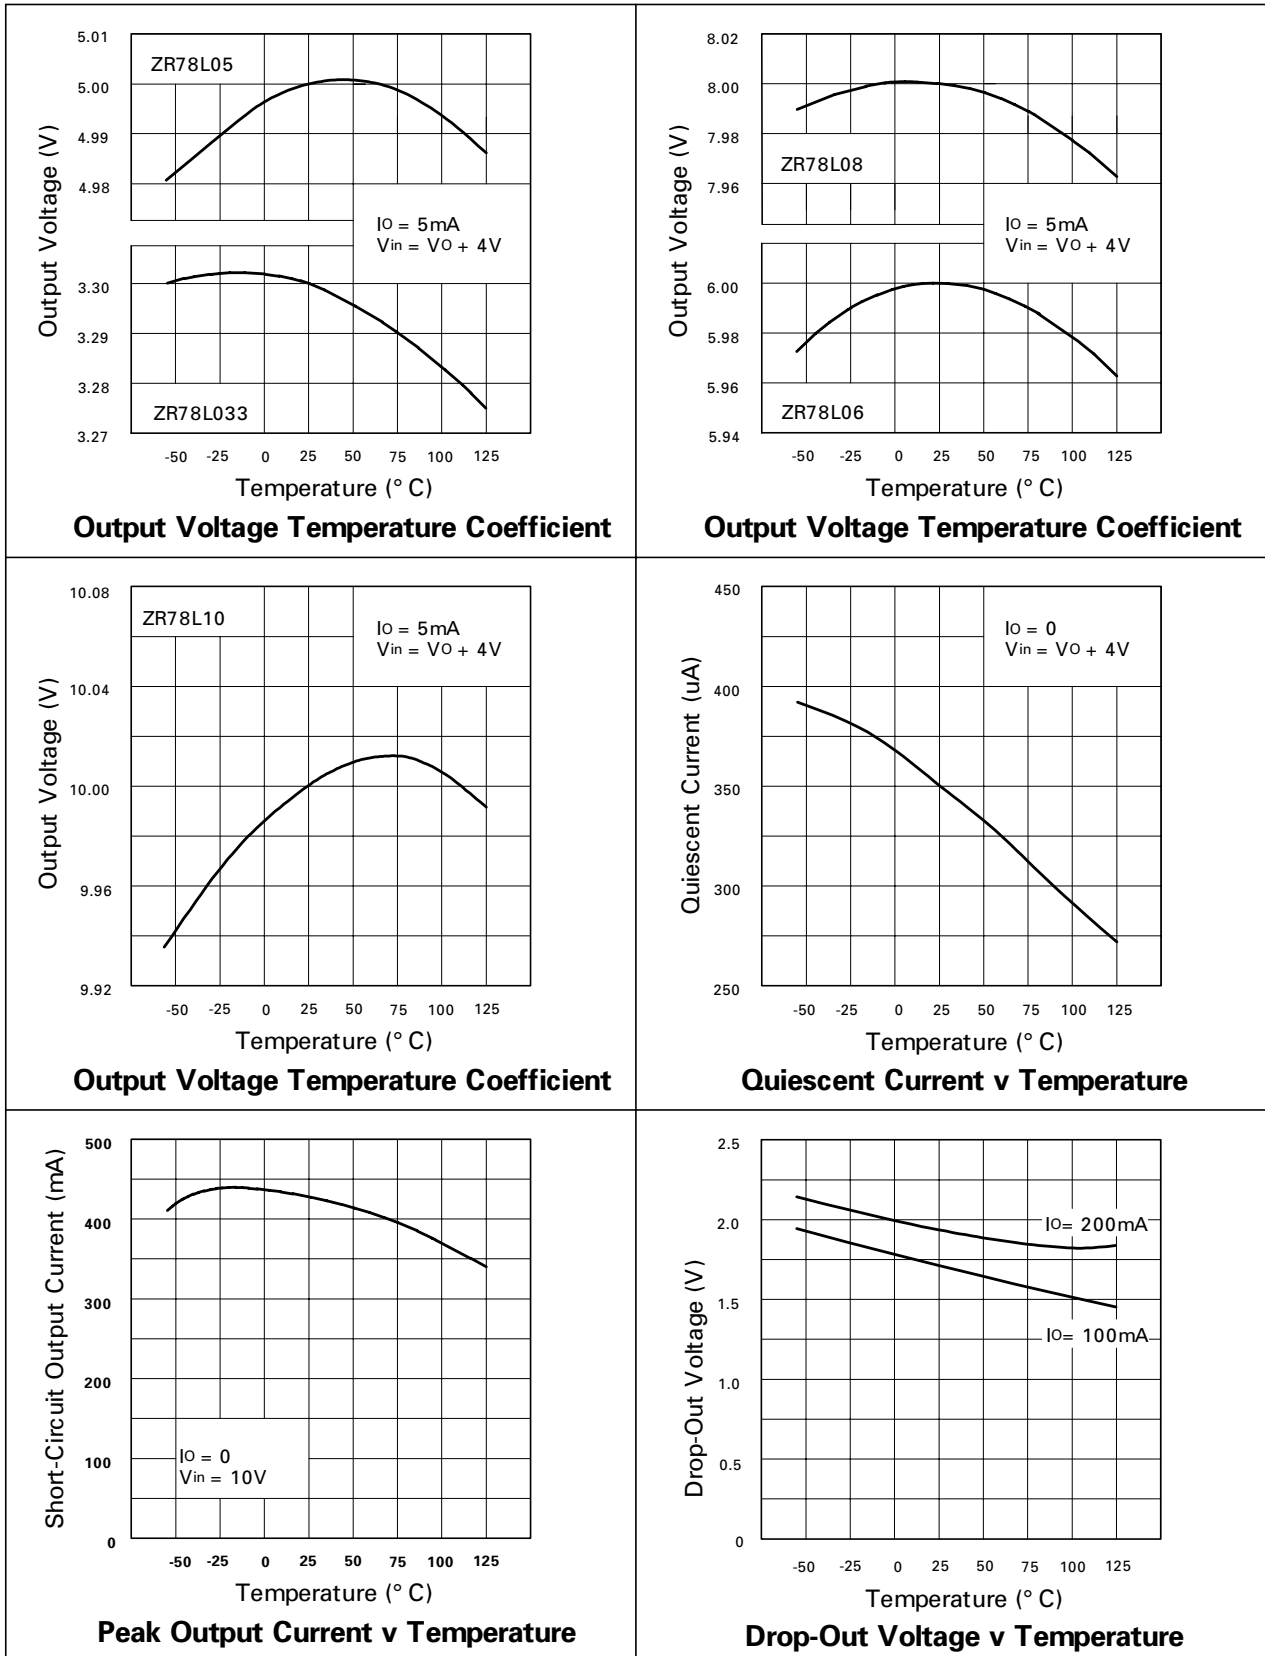 5.01
5.00
4.99
4.98
3.30
3.29
3.28
3.27
Output Voltage (V)
Output Voltage (V)
ZR78L05
IO = 5mA
Vin = VO + 4V
ZR78L033
-50 -25 0 25 50 75 100 125
Temperature (° C)
Output Voltage Temperature Coefficient
8.02
8.00
7.98
7.96
6.00
5.98
5.96
5.94
Output Voltage (V)
Output Voltage (V)
ZR78L08
IO = 5mA
Vin = VO + 4V
ZR78L06
-50 -25 0 25 50 75 100 125
Temperature (° C)
Output Voltage Temperature Coefficient
10.08
10.04
10.00
9.96
9.92
Output Voltage (V)
ZR78L10
IO = 5mA
Vin = VO + 4V
-50 -25 0 25 50 75 100 125
Temperature (° C)
Output Voltage Temperature Coefficient
450
400
350
300
250
Quiescent Current (uA)
IO = 0
Vin = VO + 4V
-50 -25 0 25 50 75 100 125
Temperature (° C)
Quiescent Current v Temperature
500
400
300
200
100
0
Short-Circuit Output Current (mA)
IO = 0
Vin = 10V
-50 -25 0 25 50 75 100 125
Temperature (° C)
Peak Output Current v Temperature
2.5
2.0
1.5
1.0
0.5
0
Drop-Out Voltage (V)
IO= 200mA
IO= 100mA
-50 -25 0 25 50 75 100 125
Temperature (° C)
Drop-Out Voltage v Temperature